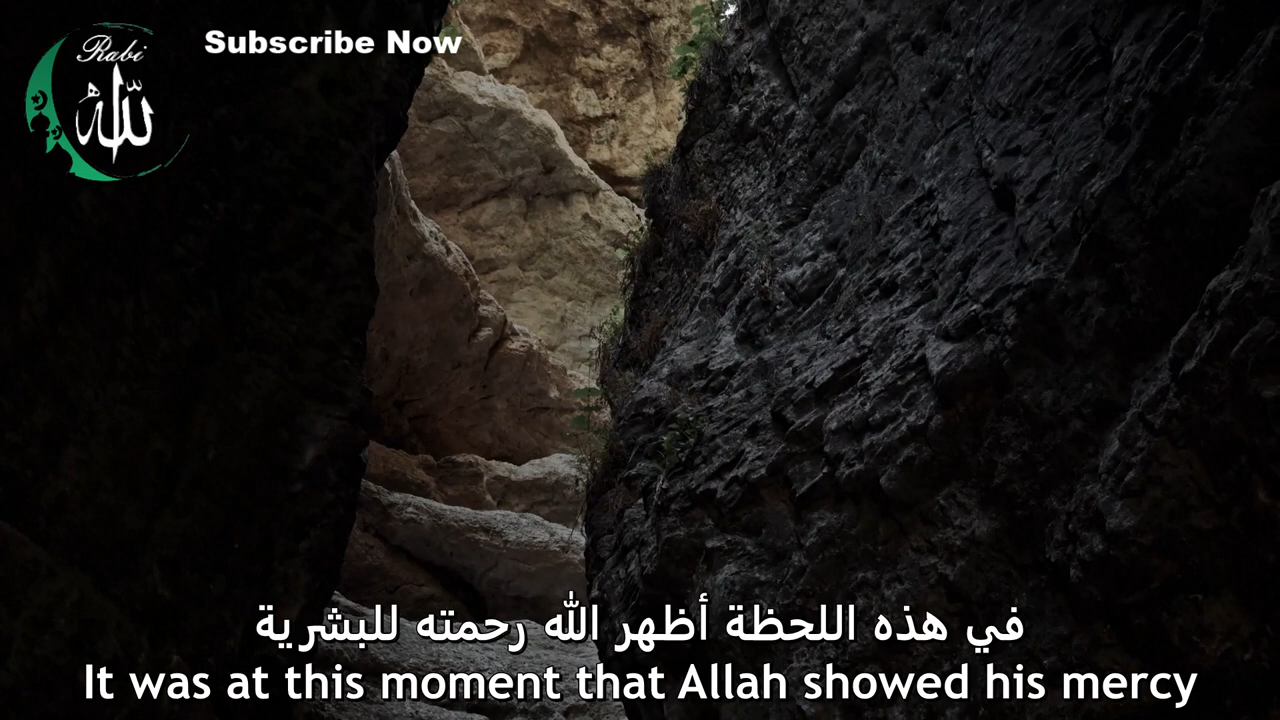 Rabi
الله
Subscribe Now
في هذه اللحظة أظهر الله رحمته للبشرية
It was at this moment that Allah showed his mercy